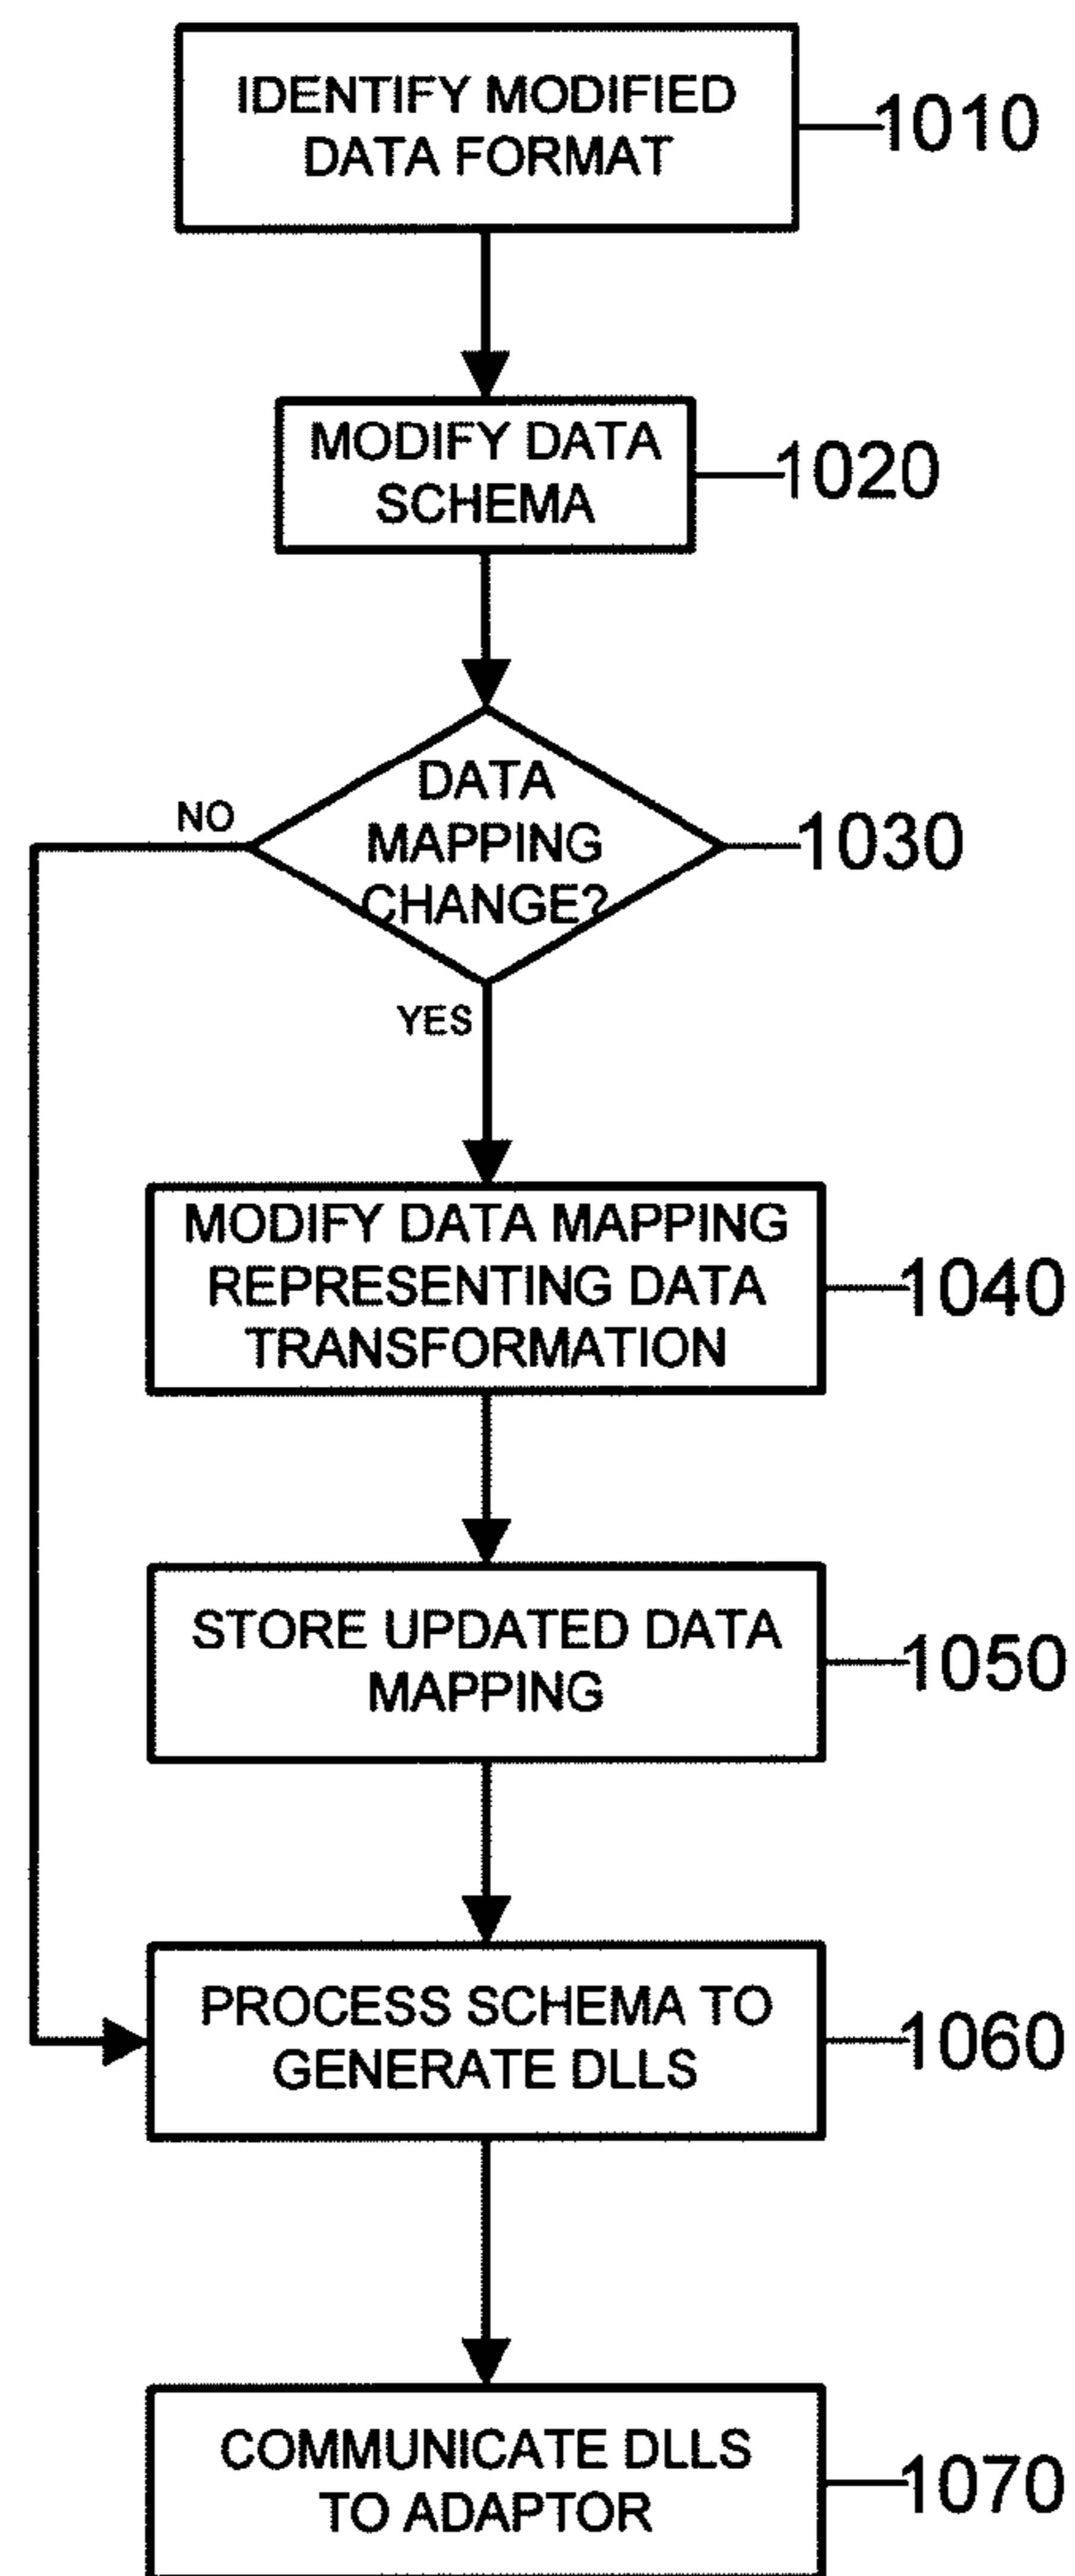 IDENTIFY MODIFIED
DATA FORMAT
1010
MODIFY DATA
SCHEMA
1020
DATA
MAPPING
CHANGE?
1030
NO
YES
MODIFY DATA MAPPING
REPRESENTING DATA
TRANSFORMATION
1040
STORE UPDATED DATA
MAPPING
1050
PROCESS SCHEMA TO
GENERATE DLLS
1060
COMMUNICATE DLLS
TO ADAPTOR
1070